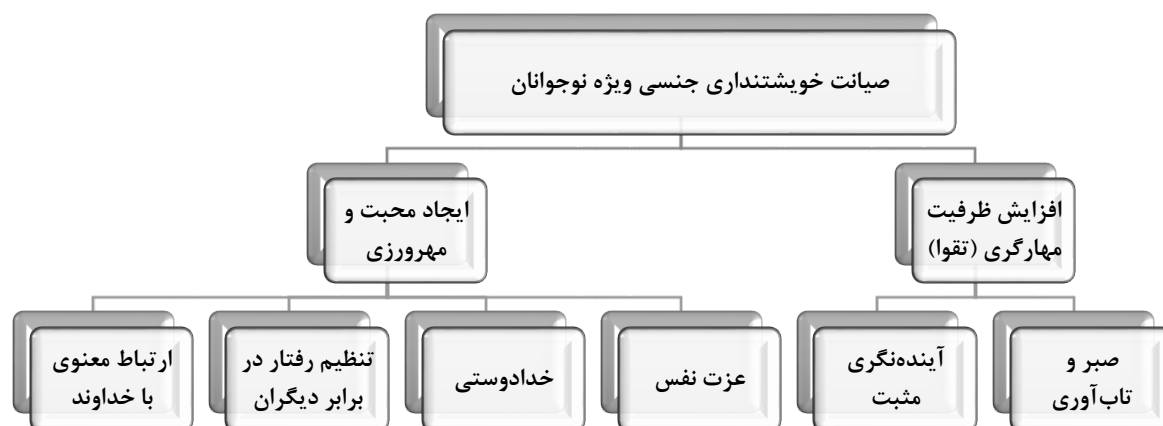 صیانت خویشتنداری جنسی ویژه نوجوانان
افزایش ظرفیت
مهارگری (تقوا)
ایجاد محبت و
مهرورزی
صبر و
تاب‌آوری
آینده‌نگری
مثبت
عزت نفس
خدادوستی
تنظیم رفتار در
برابر دیگران
ارتباط معنوی
با خداوند